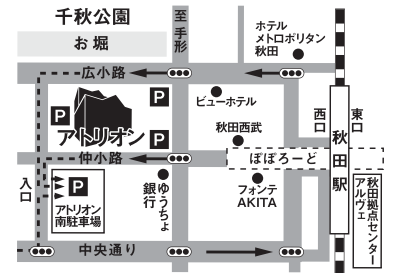 千秋公園
お堀
至手形
ホテル
メトロポリタン
秋田
広小路
P
P
ビューホテル
アトリオン
P
秋田西武
西口
東口
秋田駅
仲小路
ぽぽろーど
入口
P
アトリオン
南駐車場
ゆうちょ
銀行
フォンテ
AKITA
秋田拠点センター
アルヴェ
中央通り